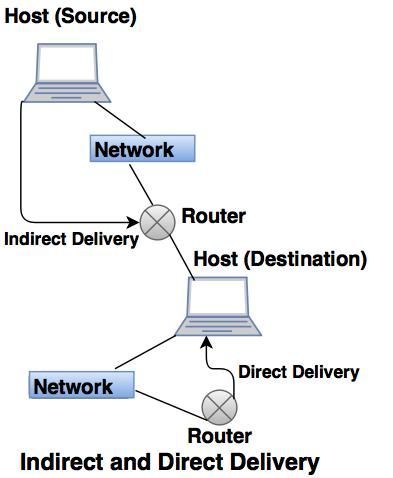 Host (Source)
Network
Router
Indirect Delivery
Host (Destination)
Direct Delivery
Network
Router
Indirect and Direct Delivery